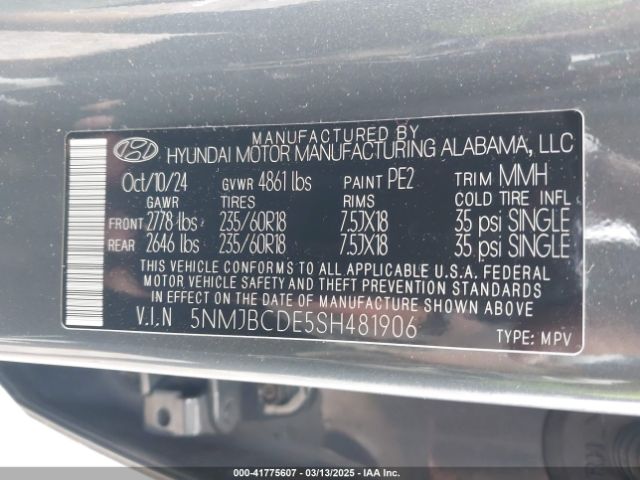 MANUFACTURED BY
HYUNDAI MOTOR MANUFACTURING ALABAMA, LLC
Oct/10/24 GVWR 4861 lbs PAINT PE2 TRIM MMH
GAWR TIRES RIMS COLD TIRE INFL
FRONT 2778 lbs 235/60R18 7.5JX18 35 psi SINGLE
REAR 2646 lbs 235/60R18 7.5JX18 35 psi SINGLE
THIS VEHICLE CONFORMS TO ALL APPLICABLE U.S.A. FEDERAL
MOTOR VEHICLE SAFETY AND THEFT PREVENTION STANDARDS
IN EFFECT ON THE DATE OF MANUFACTURE SHOWN ABOVE
V.I.N 5NMJBCDE5SH481906 TYPE: MPV
000-41775607 - 03/13/2025 - IAA Inc.